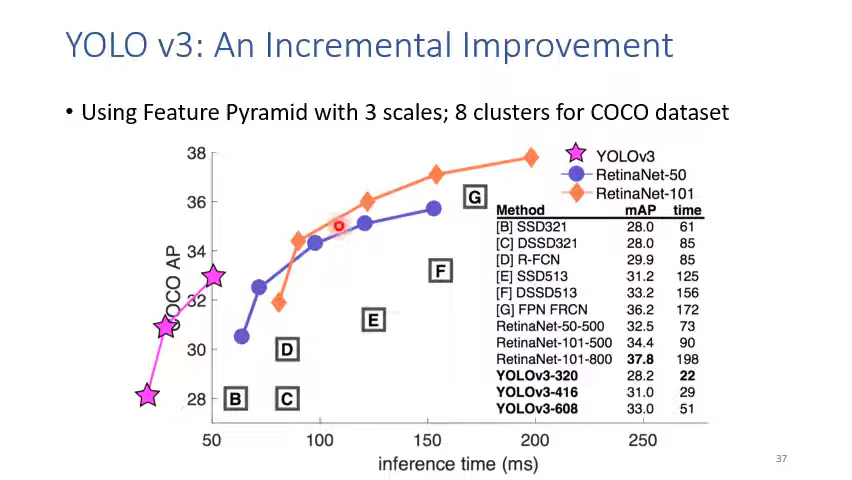 YOLO v3: An Incremental Improvement
• Using Feature Pyramid with 3 scales; 8 clusters for COCO dataset
38
36
34
32
30
28
COCO AP
50 100 150 200 250
inference time (ms)
B
C
D
E
F
G
YOLOv3
RetinaNet-50
RetinaNet-101
Method mAP time
[B] SSD321 28.0 61
[C] DSSD321 28.0 85
[D] R-FCN 29.9 85
[E] SSD513 31.2 125
[F] DSSD513 33.2 156
[G] FPN FRCN 36.2 172
RetinaNet-50-500 32.5 73
RetinaNet-101-500 34.4 90
RetinaNet-101-800 37.8 198
YOLOv3-320 28.2 22
YOLOv3-416 31.0 29
YOLOv3-608 33.0 51
37